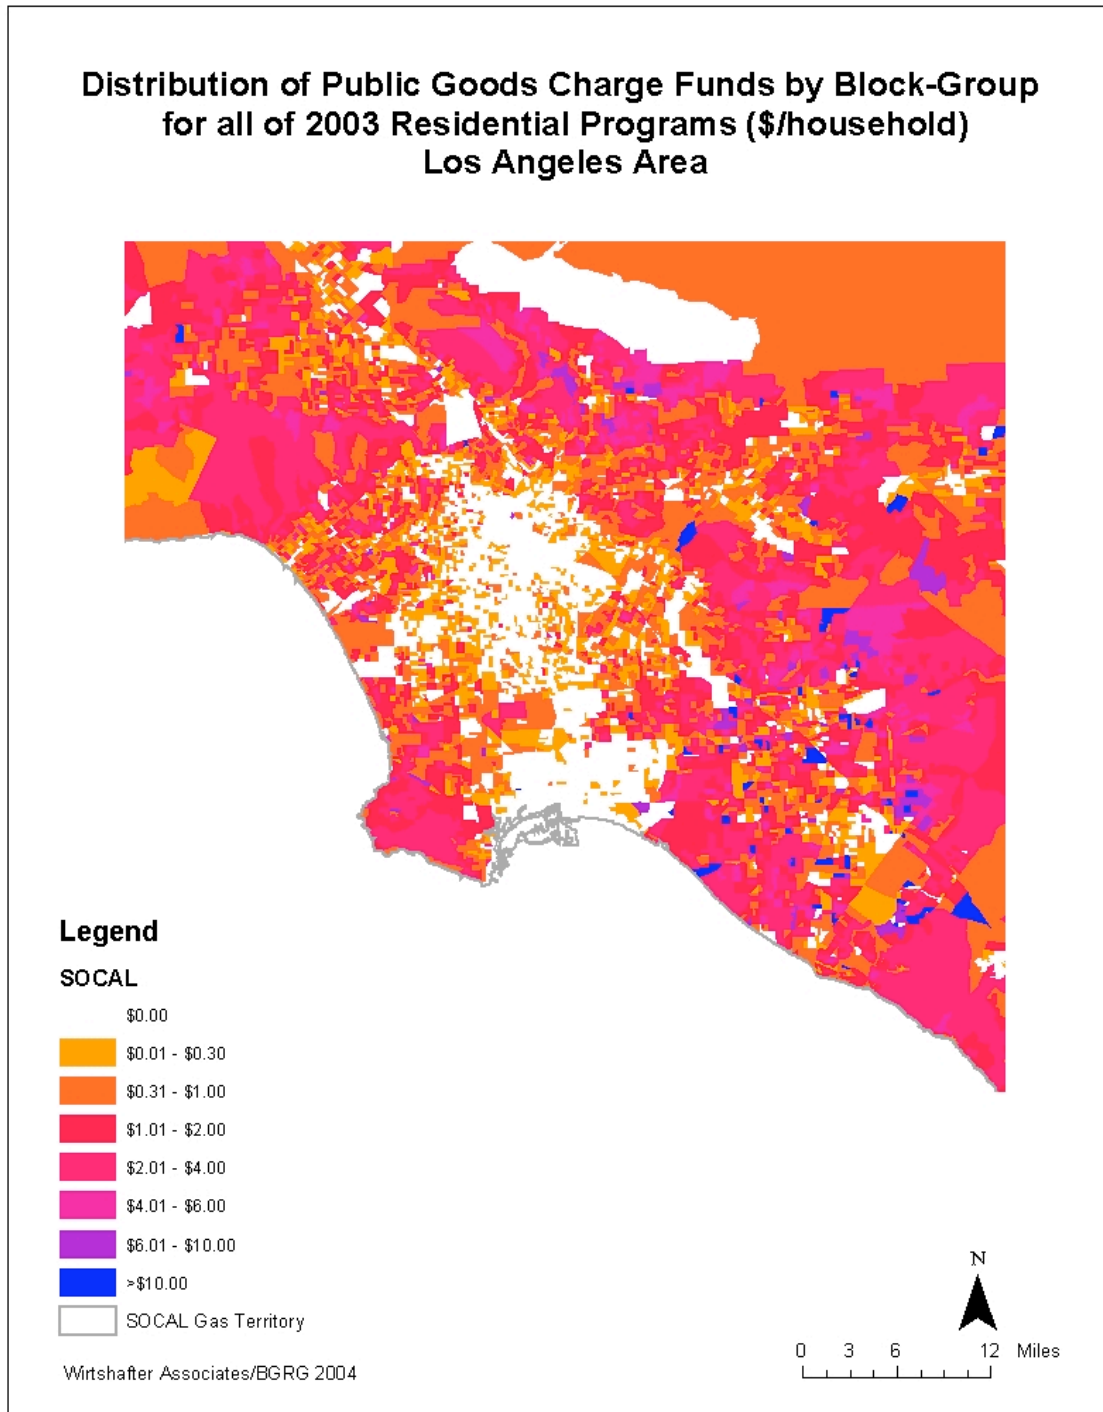 Distribution of Public Goods Charge Funds by Block-Group
for all of 2003 Residential Programs ($/household)
Los Angeles Area
Legend
SOCAL
$0.00
$0.01 - $0.30
$0.31 - $1.00
$1.01 - $2.00
$2.01 - $4.00
$4.01 - $6.00
$6.01 - $10.00
>$10.00
SOCAL Gas Territory
Wirtshafter Associates/BGRG 2004
N
0 3 6 12 Miles